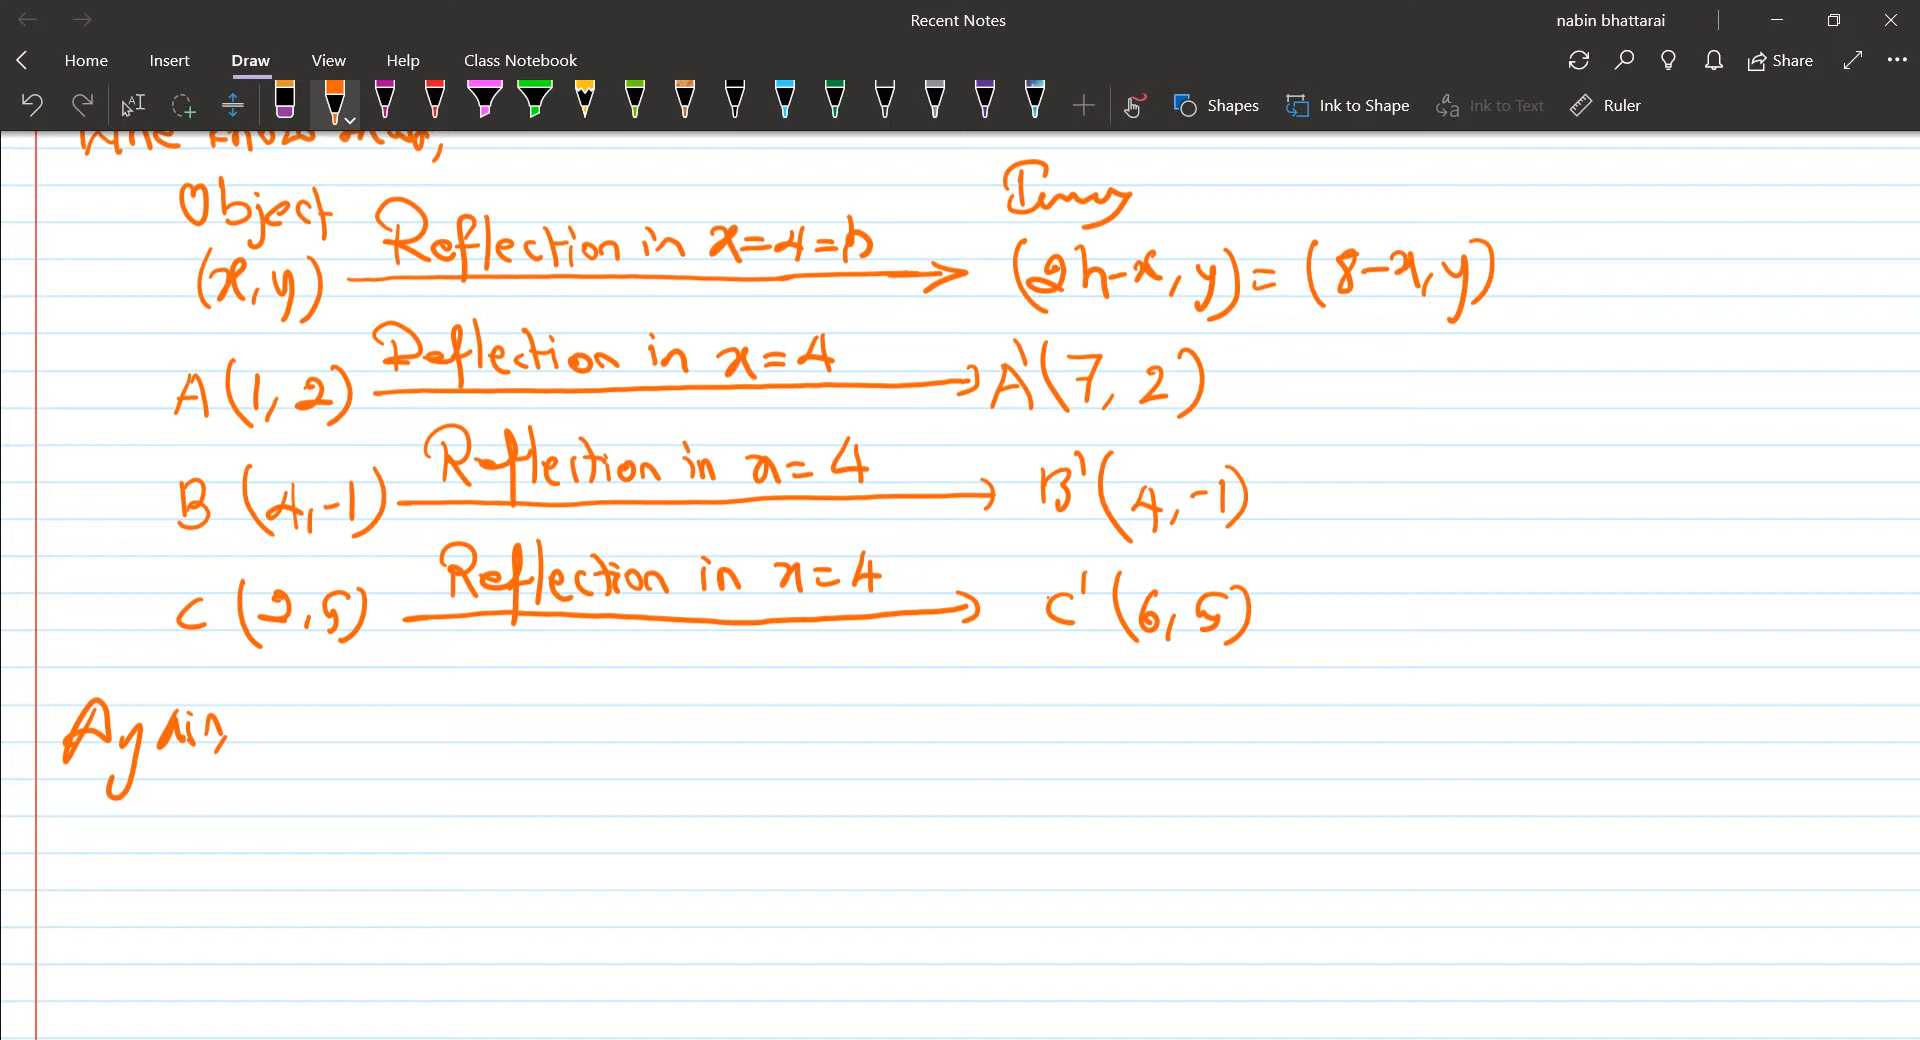 Recent Notes
nabin bhattarai
Home Insert Draw View Help Class Notebook
Share
Shapes Ink to Shape Ink to Text Ruler
know that,
Object
(x, y) Reflection in x=4=h (2h-x, y) = (8-x, y)
A (1, 2) Reflection in x=4 A'(7, 2)
B (4,-1) Reflection in x=4 B'(4,-1)
C (2,5) Reflection in x=4 C'(6, 5)
Again,